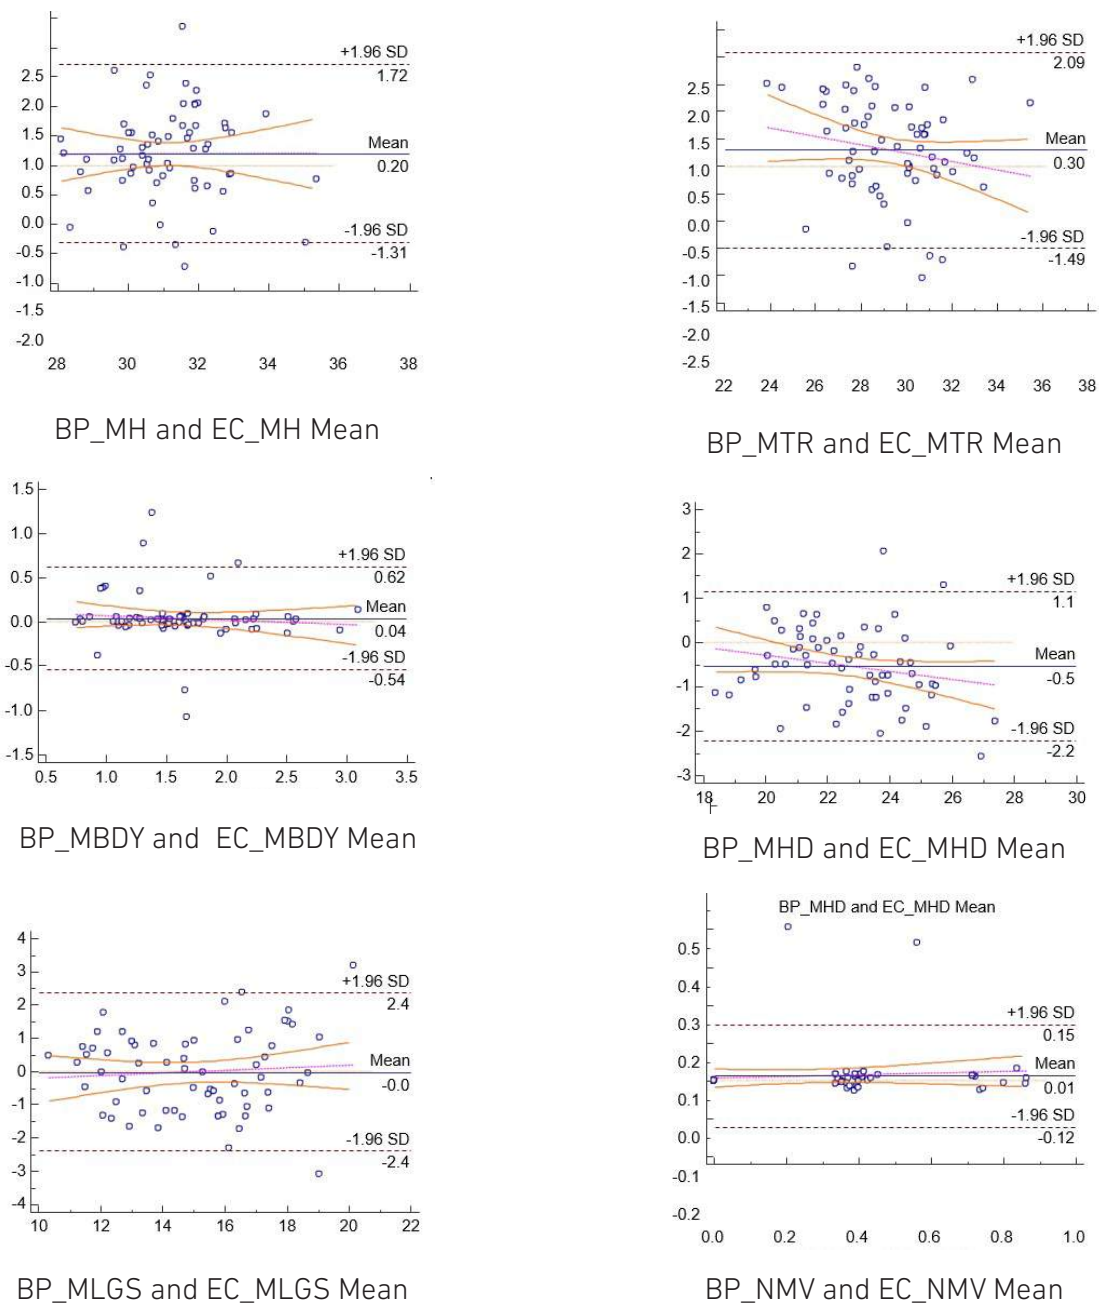 +1.96 SD
1.72
2.5
2.0
1.5
Mean
1.0
0.20
0.5
0.0
-1.96 SD
-0.5
-1.31
-1.0
-1.5
-2.0
28 30 32 34 36 38
BP_MH and EC_MH Mean
+1.96 SD
2.09
2.5
2.0
1.5
Mean
1.0
0.30
0.5
0.0
-1.96 SD
-0.5
-1.49
-1.0
-1.5
-2.0
-2.5
22 24 26 28 30 32 34 36 38
BP_MTR and EC_MTR Mean
1.5
1.0
+1.96 SD
0.5
0.62
Mean
0.0
0.04
-1.96 SD
-0.5
-0.54
-1.0
-1.5
0.5 1.0 1.5 2.0 2.5 3.0 3.5
BP_MBDY and EC_MBDY Mean
3
2
+1.96 SD
1
1.1
0
Mean
-0.5
-1
-1.96 SD
-2
-2.2
-3
18 20 22 24 26 28 30
BP_MHD and EC_MHD Mean
4
3
+1.96 SD
2
2.4
1
Mean
0
-0.0
-1
-1.96 SD
-2
-2.4
-3
-4
10 12 14 16 18 20 22
BP_MLGS and EC_MLGS Mean
BP_MHD and EC_MHD Mean
0.5
0.4
+1.96 SD
0.3
0.15
0.2
Mean
0.01
0.1
-1.96 SD
0.0
-0.12
-0.1
-0.2
0.0 0.2 0.4 0.6 0.8 1.0
BP_NMV and EC_NMV Mean